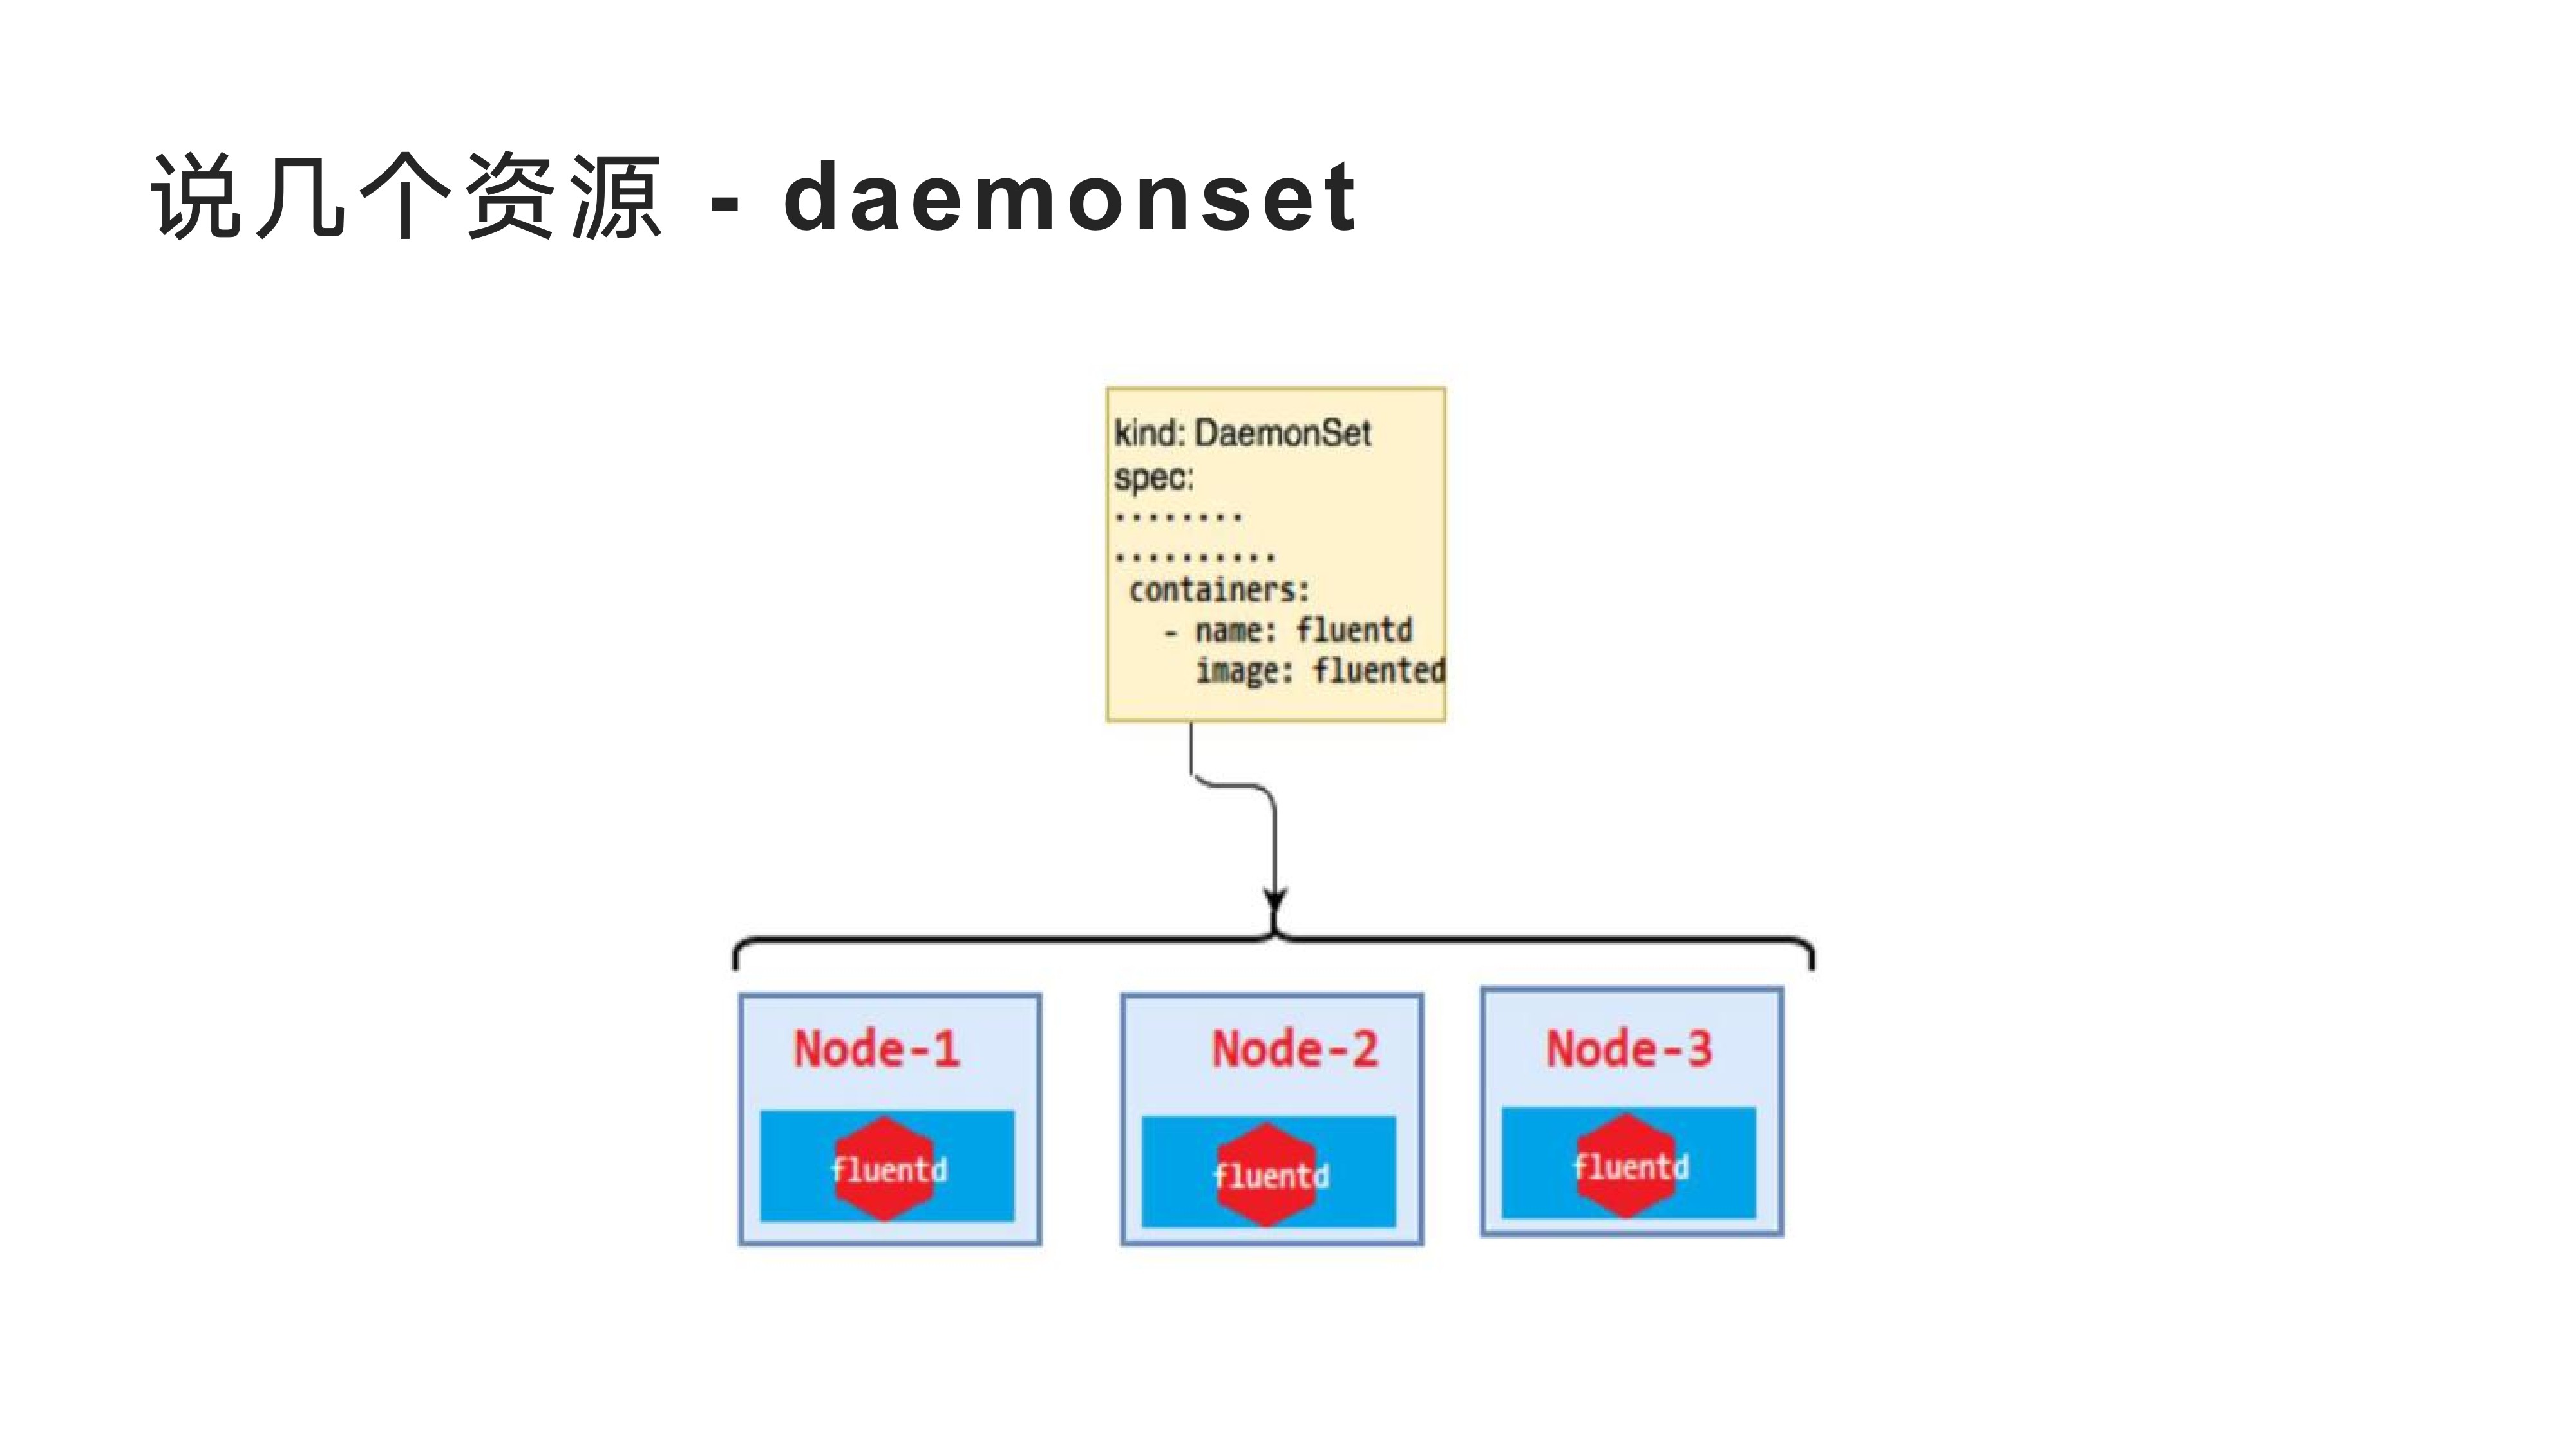 说几个资源 - daemonset
kind: DaemonSet
spec:
........
..........
containers:
- name: fluentd
image: fluented
Node-1
Node-2
Node-3
fluentd
fluentd
fluentd